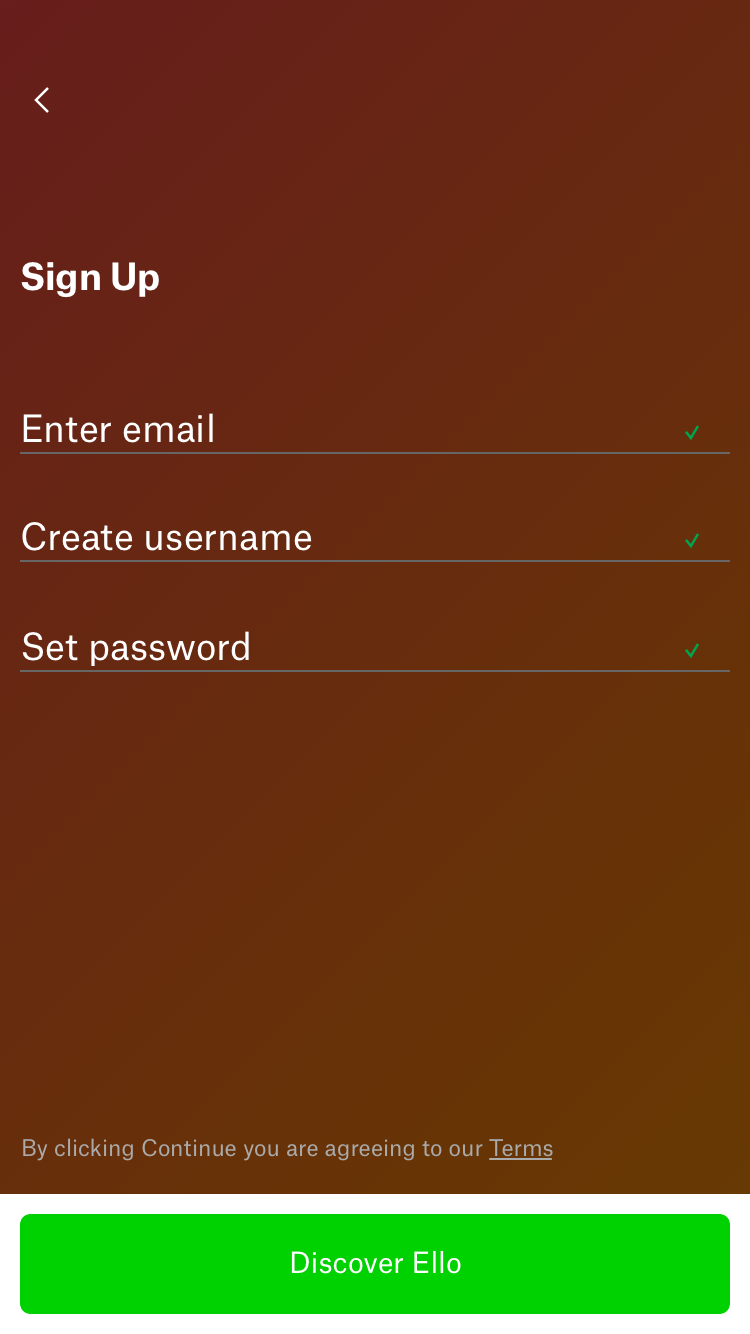 Sign Up
Enter email
Create username
Set password
By clicking Continue you are agreeing to our Terms
Discover Ello